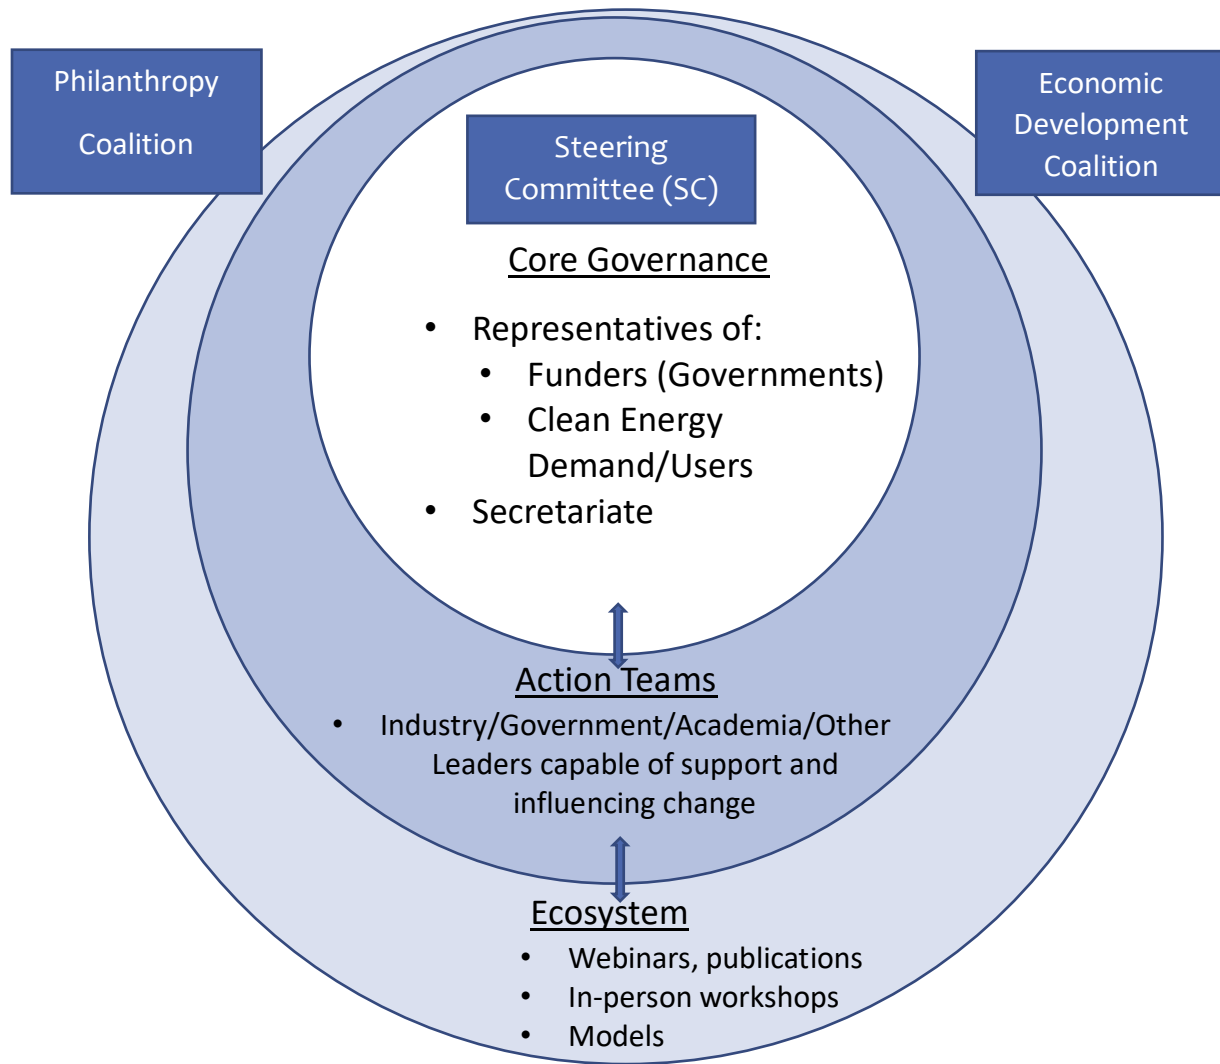 Philanthropy
Coalition
Economic
Development
Coalition
Steering
Committee (SC)
Core Governance
• Representatives of:
• Funders (Governments)
• Clean Energy
Demand/Users
• Secretariate
Action Teams
• Industry/Government/Academia/Other
Leaders capable of support and
influencing change
Ecosystem
• Webinars, publications
• In-person workshops
• Models